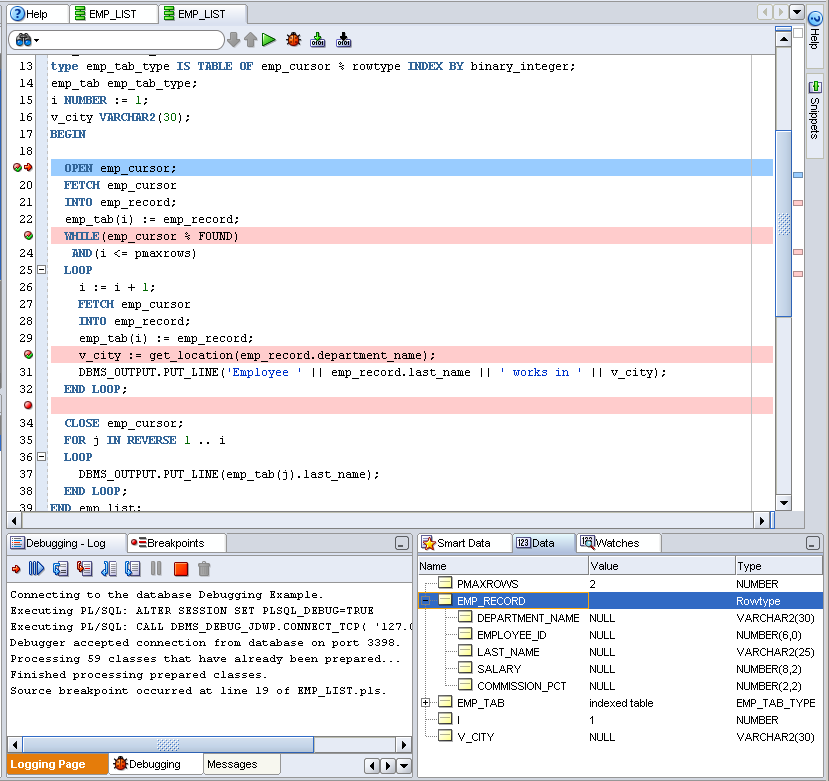 Help EMP_LIST EMP_LIST
13 type emp_tab_type IS TABLE OF emp_cursor % rowtype INDEX BY binary_integer;
14 emp_tab emp_tab_type;
15 i NUMBER := 1;
16 v_city VARCHAR2(30);
17 BEGIN
18
OPEN emp_cursor;
20 FETCH emp_cursor
21 INTO emp_record;
22 emp_tab(i) := emp_record;
WHILE(emp_cursor % FOUND)
24 AND(i <= pmaxrows)
25 LOOP
26 i := i + 1;
27 FETCH emp_cursor
28 INTO emp_record;
29 emp_tab(i) := emp_record;
v_city := get_location(emp_record.department_name);
31 DBMS_OUTPUT.PUT_LINE('Employee ' || emp_record.last_name || ' works in ' || v_city);
32 END LOOP;
34 CLOSE emp_cursor;
35 FOR j IN REVERSE 1 .. i
36 LOOP
37 DBMS_OUTPUT.PUT_LINE(emp_tab(j).last_name);
38 END LOOP;
39 END emp_list;
Help
Snippets
Debugging - Log Breakpoints
Connecting to the database Debugging Example.
Executing PL/SQL: ALTER SESSION SET PLSQL_DEBUG=TRUE
Executing PL/SQL: CALL DBMS_DEBUG_JDWP.CONNECT_TCP( '127.0
Debugger accepted connection from database on port 3398.
Processing 59 classes that have already been prepared...
Finished processing prepared classes.
Source breakpoint occurred at line 19 of EMP_LIST.pls.
Logging Page Debugging Messages
Smart Data Data Watches
Name Value Type
PMAXROWS 2 NUMBER
EMP_RECORD Rowtype
DEPARTMENT_NAME NULL VARCHAR2(30)
EMPLOYEE_ID NULL NUMBER(6,0)
LAST_NAME NULL VARCHAR2(25)
SALARY NULL NUMBER(8,2)
COMMISSION_PCT NULL NUMBER(2,2)
EMP_TAB indexed table EMP_TAB_TYPE
I 1 NUMBER
V_CITY NULL VARCHAR2(30)